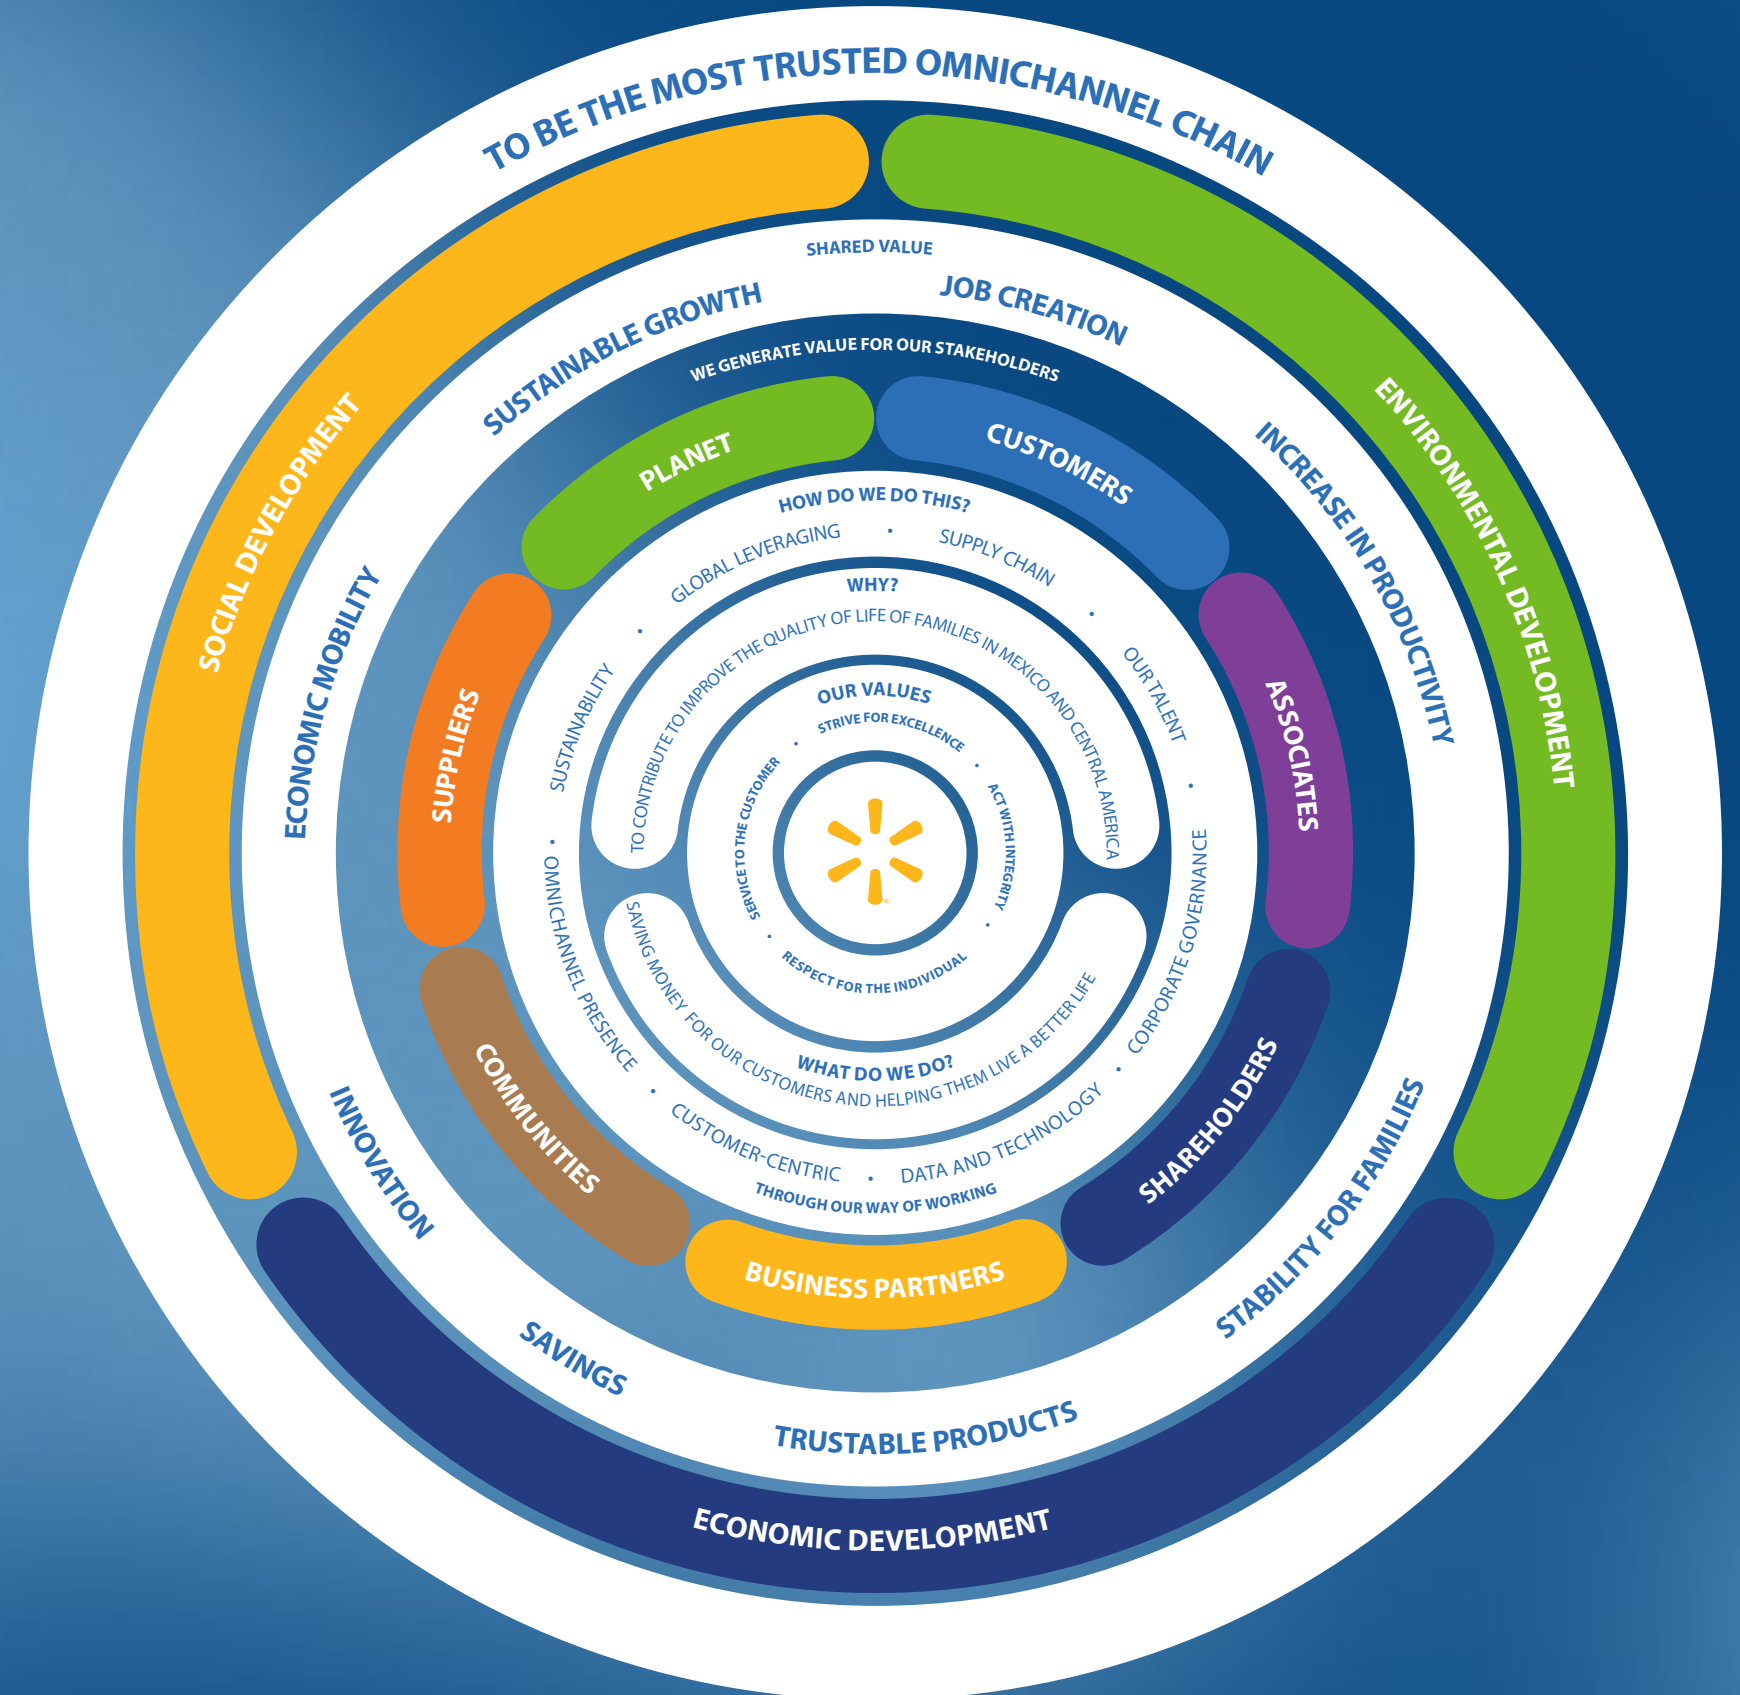 TO BE THE MOST TRUSTED OMNICHANNEL CHAIN
SOCIAL DEVELOPMENT
ENVIRONMENTAL DEVELOPMENT
ECONOMIC DEVELOPMENT
SHARED VALUE
SUSTAINABLE GROWTH
JOB CREATION
INCREASE IN PRODUCTIVITY
STABILITY FOR FAMILIES
TRUSTABLE PRODUCTS
SAVINGS
INNOVATION
ECONOMIC MOBILITY
WE GENERATE VALUE FOR OUR STAKEHOLDERS
PLANET
CUSTOMERS
ASSOCIATES
SHAREHOLDERS
BUSINESS PARTNERS
COMMUNITIES
SUPPLIERS
HOW DO WE DO THIS?
GLOBAL LEVERAGING • SUPPLY CHAIN • OUR TALENT • CORPORATE GOVERNANCE • DATA AND TECHNOLOGY • CUSTOMER-CENTRIC • OMNICHANNEL PRESENCE • SUSTAINABILITY •
THROUGH OUR WAY OF WORKING
WHY?
TO CONTRIBUTE TO IMPROVE THE QUALITY OF LIFE OF FAMILIES IN MEXICO AND CENTRAL AMERICA
OUR VALUES
STRIVE FOR EXCELLENCE • ACT WITH INTEGRITY • RESPECT FOR THE INDIVIDUAL • SERVICE TO THE CUSTOMER •
WHAT DO WE DO?
SAVING MONEY FOR OUR CUSTOMERS AND HELPING THEM LIVE A BETTER LIFE